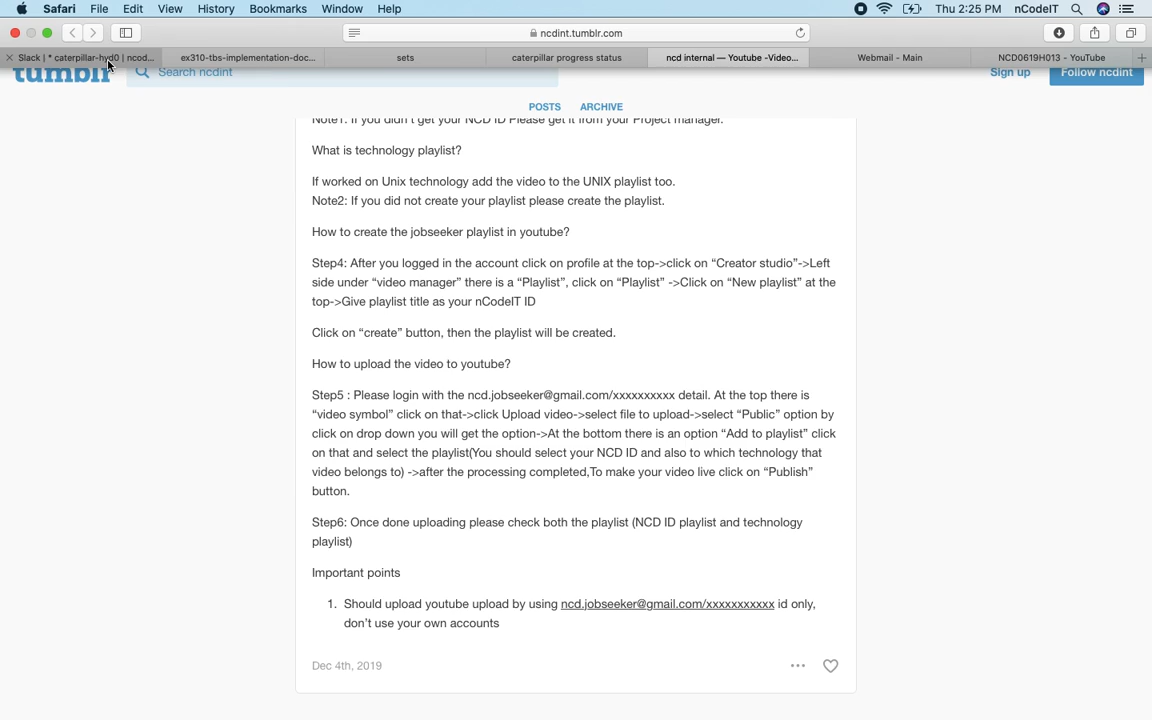 Safari File Edit View History Bookmarks Window Help Thu 2:25 PM nCodeIT
ncdint.tumblr.com
Slack | * caterpillar-hyd0 | ncod... ex310-tbs-implementation-doc... sets caterpillar progress status ncd internal — Youtube -Video... Webmail - Main NCD0619H013 - YouTube
tumblr Search ncdint Sign up Follow ncdint
POSTS ARCHIVE
Note1: If you didn't get your NCD ID Please get it from your Project manager.
What is technology playlist?
If worked on Unix technology add the video to the UNIX playlist too.
Note2: If you did not create your playlist please create the playlist.
How to create the jobseeker playlist in youtube?
Step4: After you logged in the account click on profile at the top->click on “Creator studio”->Left
side under “video manager” there is a “Playlist”, click on “Playlist” ->Click on “New playlist” at the
top->Give playlist title as your nCodeIT ID
Click on “create” button, then the playlist will be created.
How to upload the video to youtube?
Step5 : Please login with the ncd.jobseeker@gmail.com/xxxxxxxxxx detail. At the top there is
“video symbol” click on that->click Upload video->select file to upload->select “Public” option by
click on drop down you will get the option->At the bottom there is an option “Add to playlist” click
on that and select the playlist(You should select your NCD ID and also to which technology that
video belongs to) ->after the processing completed,To make your video live click on “Publish”
button.
Step6: Once done uploading please check both the playlist (NCD ID playlist and technology
playlist)
Important points
1. Should upload youtube upload by using ncd.jobseeker@gmail.com/xxxxxxxxxxx id only,
don’t use your own accounts
Dec 4th, 2019